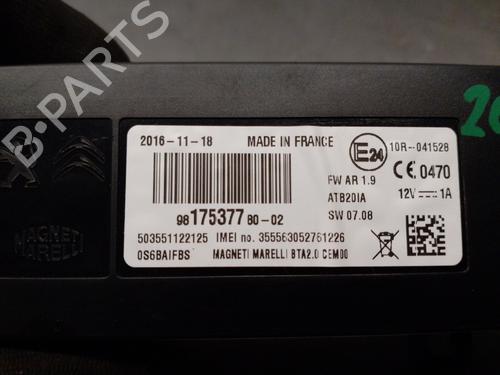 2016-11-18 MADE IN FRANCE
E24
10R-041528
CE 0470
FW AR 1.9
ATB20IA
12V 1A
SW 07.08
98 175377 80-02
503551122125 IMEI no. 355563052761226
0S6BAIFBS MAGNETI MARELLI BTA2.0 CEM00
MAGNETI
MARELLI
B-PARTS